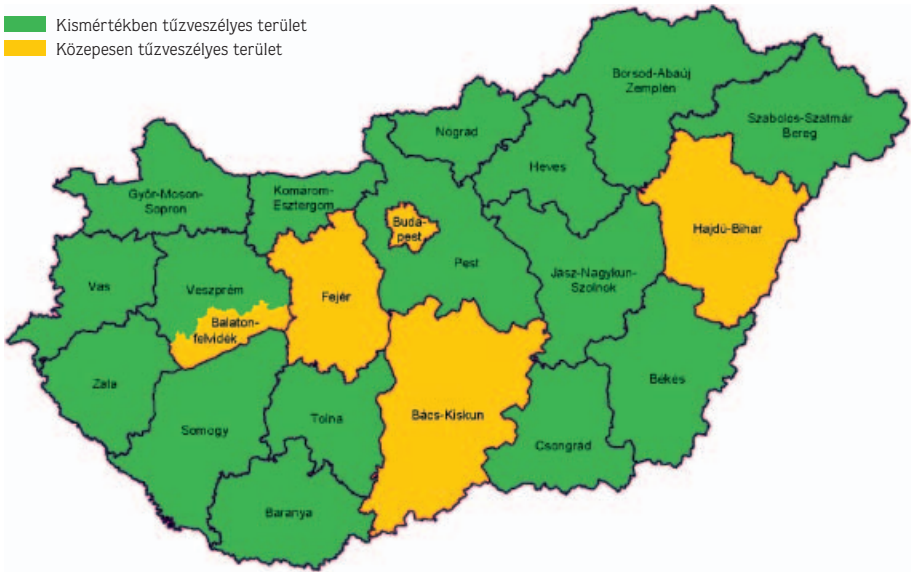 Kismértékben tűzveszélyes terület
Közepesen tűzveszélyes terület
Borsod-Abaúj
Zemplén
Szabolcs-Szatmár
Bereg
Nógrád
Heves
Győr-Moson-
Sopron
Komárom-
Esztergom
Buda-
pest
Hajdú-Bihar
Pest
Jász-Nagykun-
Szolnok
Vas
Veszprém
Fejér
Balaton-
felvidék
Zala
Békés
Bács-Kiskun
Tolna
Somogy
Csongrád
Baranya